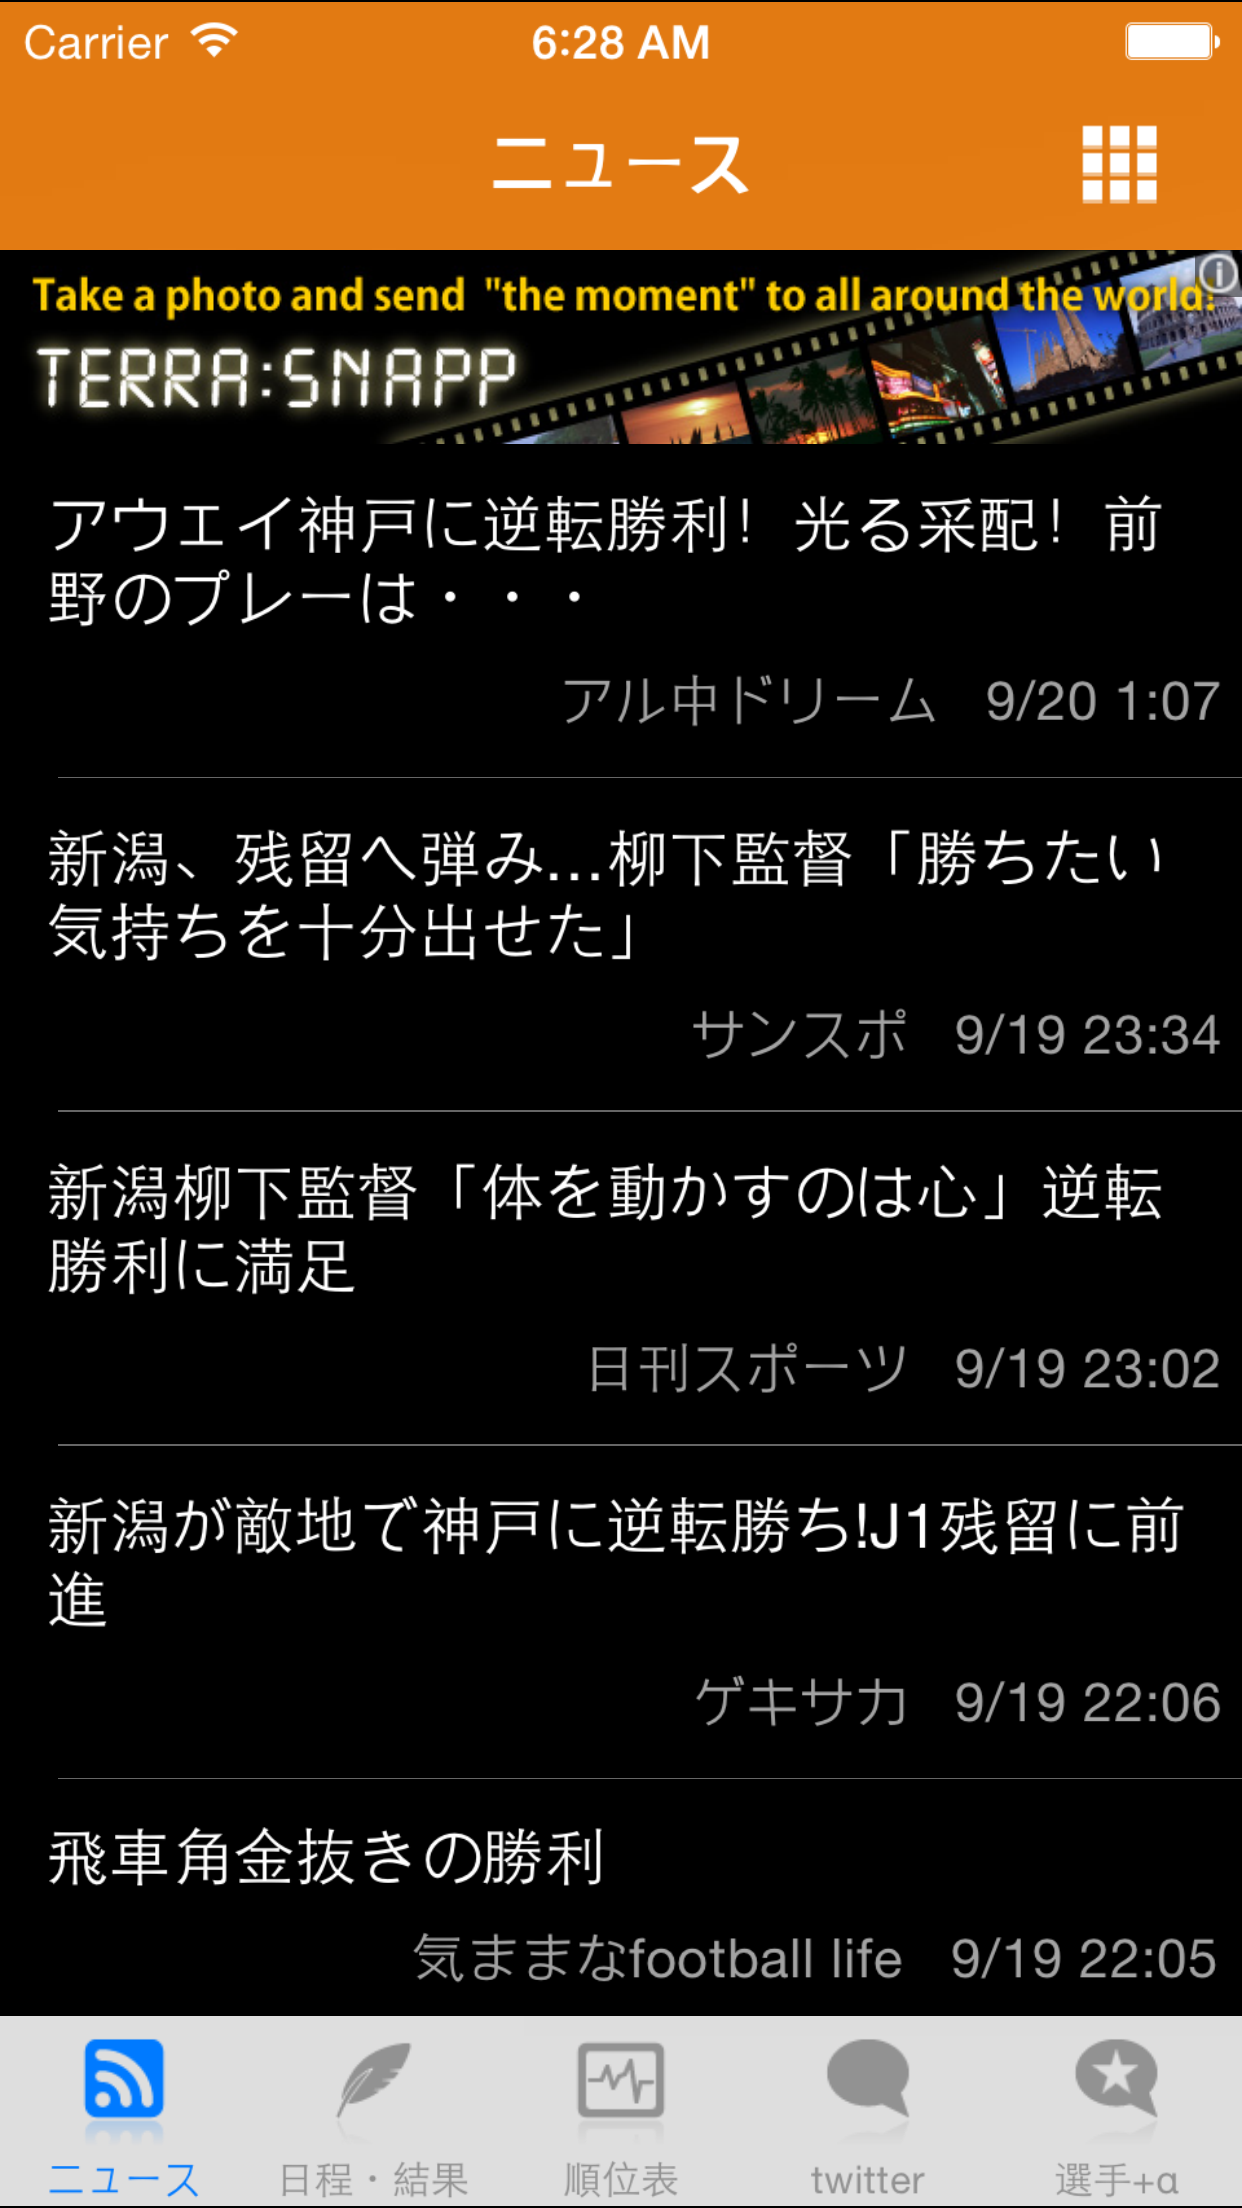 Carrier 6:28 AM
ニュース
Take a photo and send "the moment" to all around the world!
TERRA:SNAPP
アウエイ神戸に逆転勝利！光る采配！前
野のプレーは・・・
アル中ドリーム 9/20 1:07
新潟、残留へ弾み…柳下監督「勝ちたい
気持ちを十分出せた」
サンスポ 9/19 23:34
新潟柳下監督「体を動かすのは心」逆転
勝利に満足
日刊スポーツ 9/19 23:02
新潟が敵地で神戸に逆転勝ち!J1残留に前
進
ゲキサカ 9/19 22:06
飛車角金抜きの勝利
気ままなfootball life 9/19 22:05
ニュース 日程・結果 順位表 twitter 選手+α